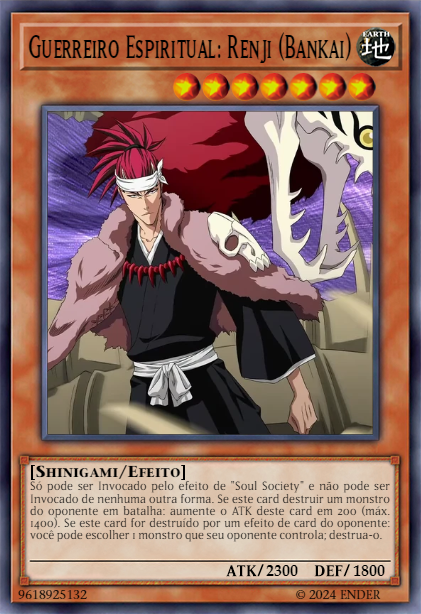 Guerreiro Espiritual: Renji (Bankai)
EARTH
地
[Shinigami/Efeito]
Só pode ser Invocado pelo efeito de "Soul Society" e não pode ser
Invocado de nenhuma outra forma. Se este card destruir um monstro
do oponente em batalha: aumente o ATK deste card em 200 (máx.
1400). Se este card for destruído por um efeito de card do oponente:
você pode escolher 1 monstro que seu oponente controla; destrua-o.
ATK/2300 DEF/1800
9618925132 © 2024 ENDER